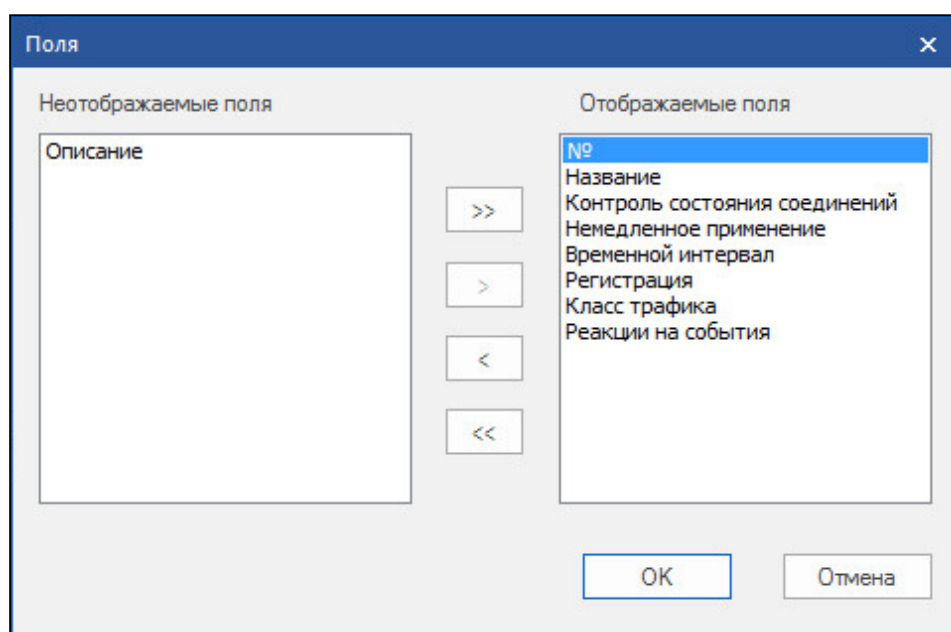 Поля
Неотображаемые поля
Отображаемые поля
Описание
№
Название
Контроль состояния соединений
Немедленное применение
Временной интервал
Регистрация
Класс трафика
Реакции на события
>>
>
<
<<
OK
Отмена